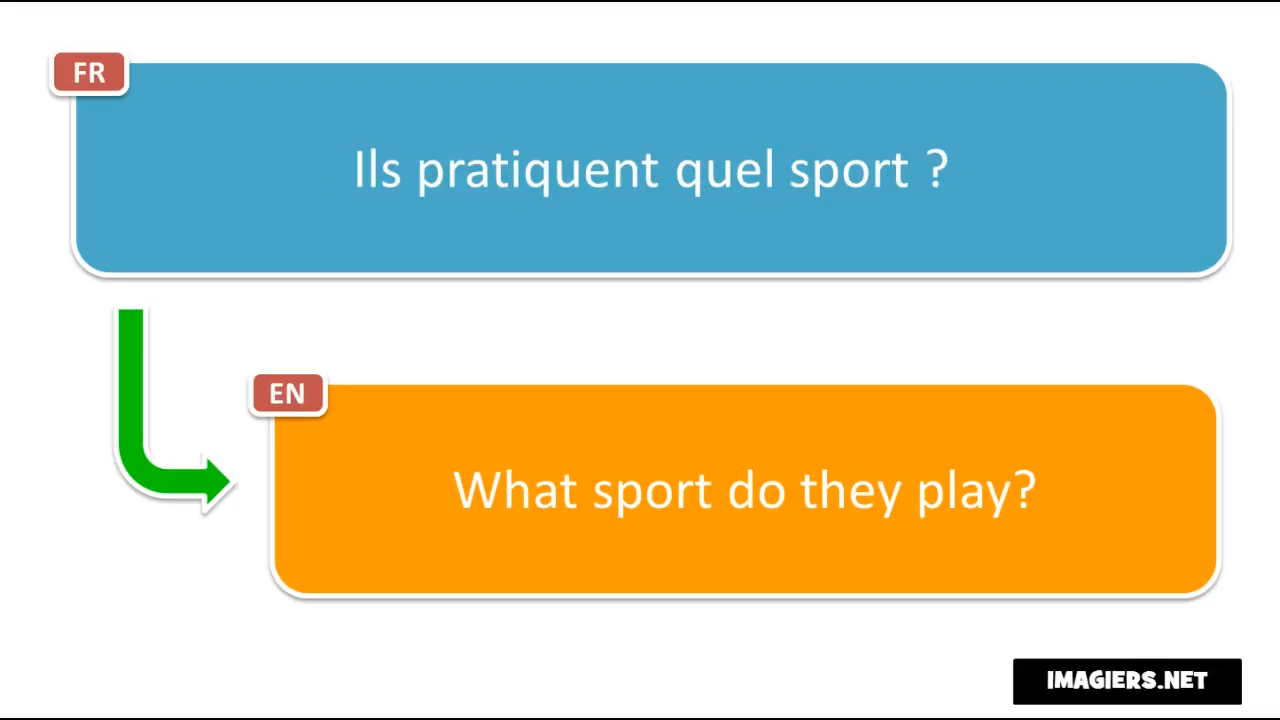 FR
Ils pratiquent quel sport ?
EN
What sport do they play?
IMAGIERS.NET